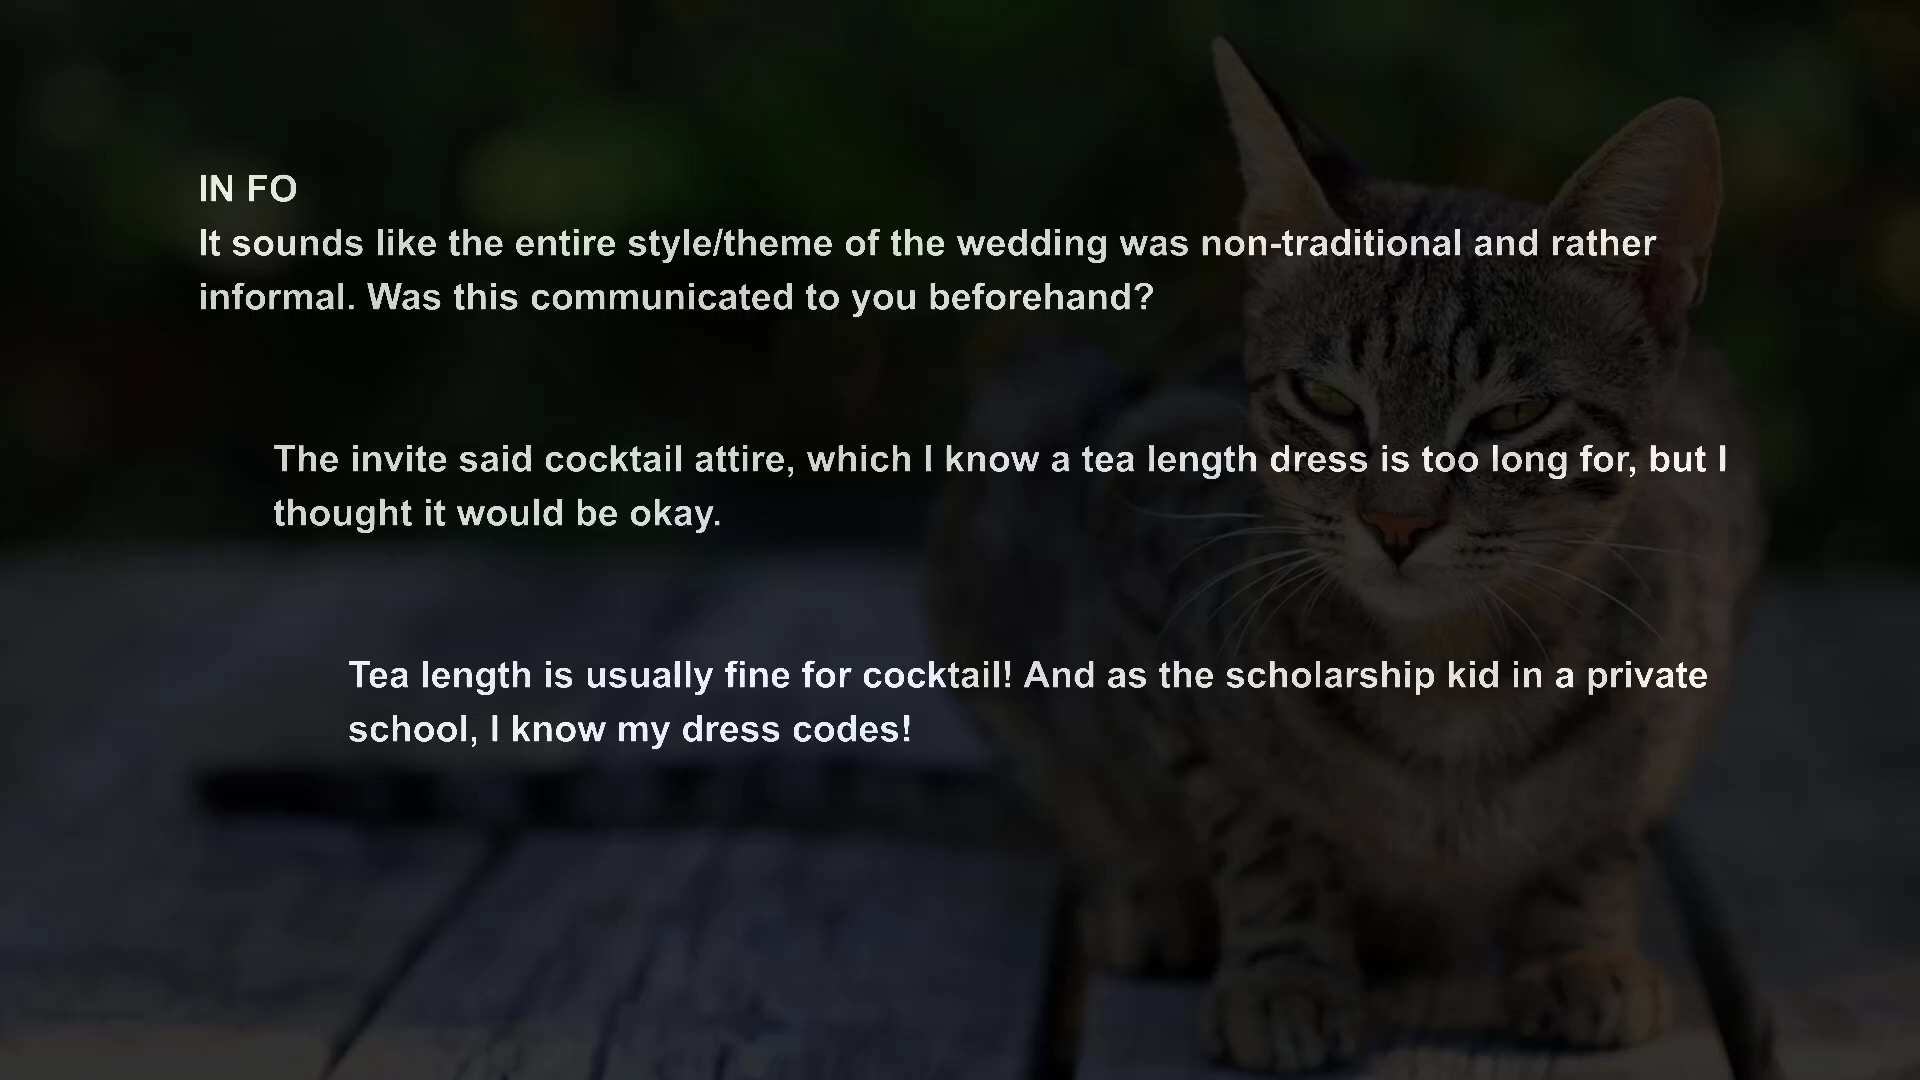 IN FO
It sounds like the entire style/theme of the wedding was non-traditional and rather
informal. Was this communicated to you beforehand?
The invite said cocktail attire, which I know a tea length dress is too long for, but I
thought it would be okay.
Tea length is usually fine for cocktail! And as the scholarship kid in a private
school, I know my dress codes!